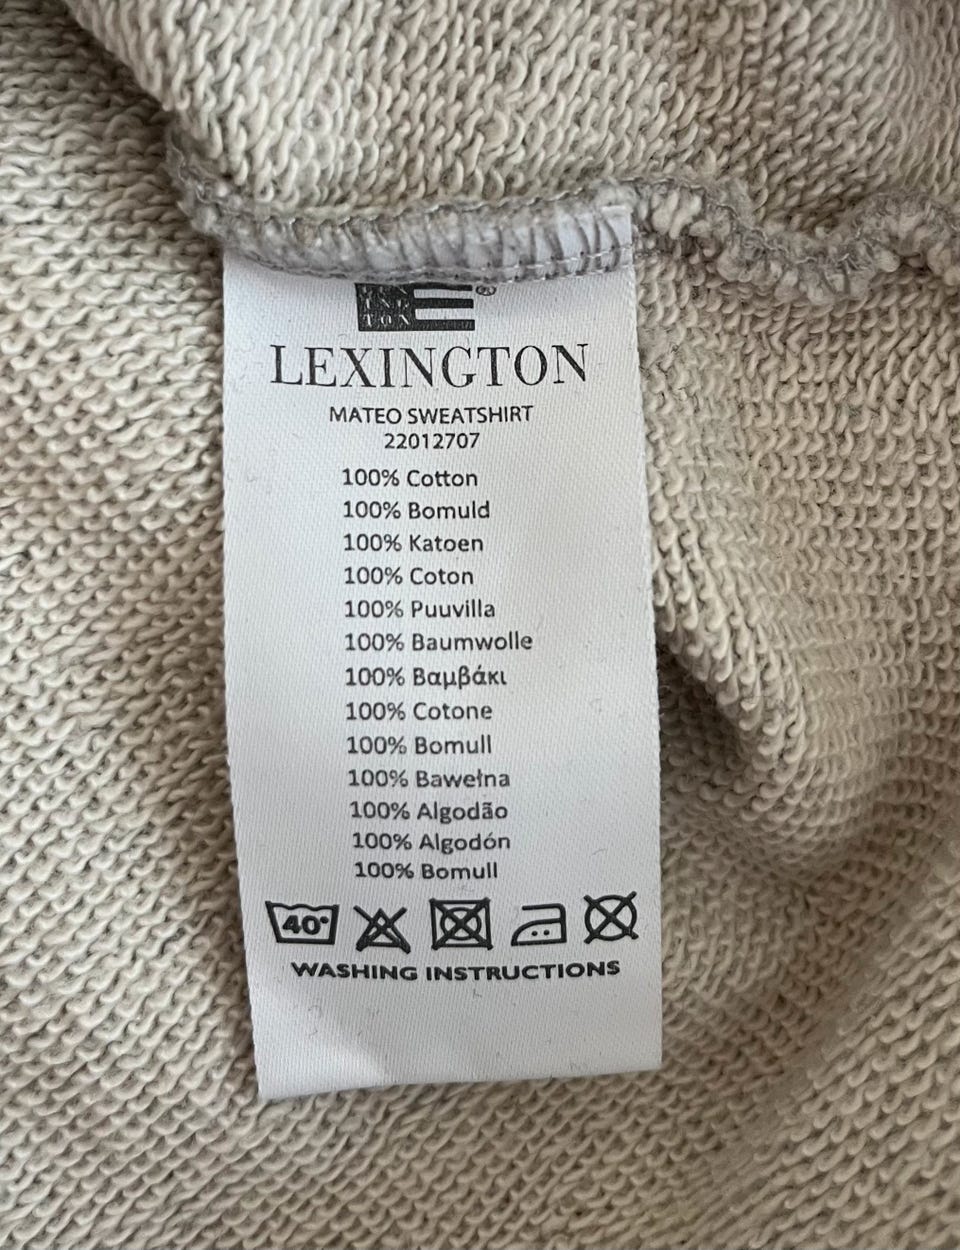 TON
®
LEXINGTON
MATEO SWEATSHIRT
22012707
100% Cotton
100% Bomuld
100% Katoen
100% Coton
100% Puuvilla
100% Baumwolle
100% Βαμβάκι
100% Cotone
100% Bomull
100% Bawełna
100% Algodão
100% Algodón
100% Bomull
40°
WASHING INSTRUCTIONS